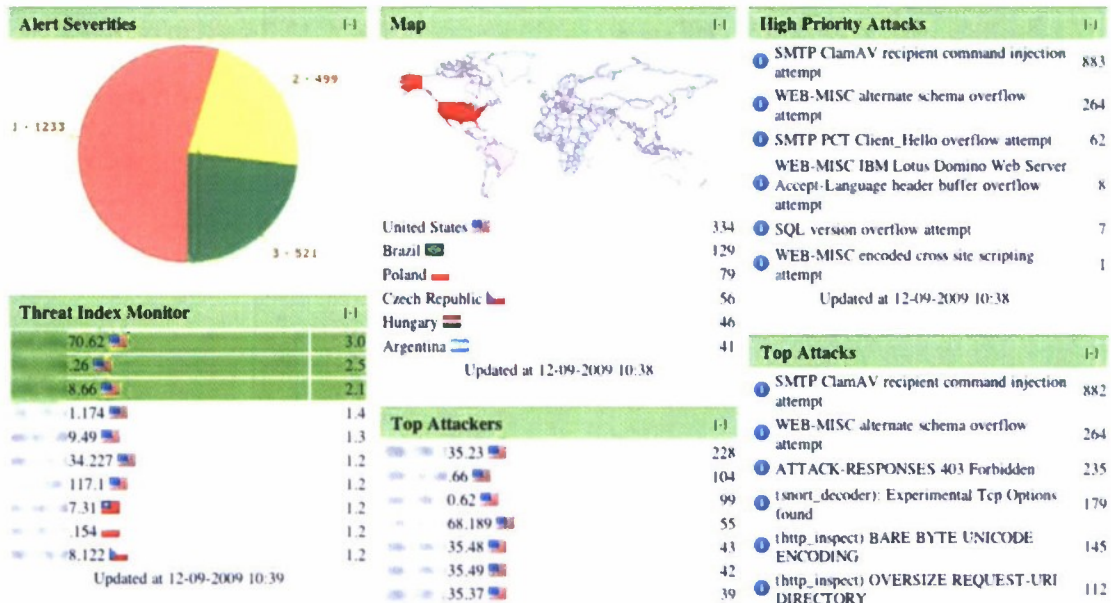 Alert Severities [-]
2 - 499
1 - 1233
3 - 521
Threat Index Monitor [-]
70.62 3.0
.26 2.5
8.66 2.1
1.174 1.4
9.49 1.3
34.227 1.2
117.1 1.2
7.31 1.2
.154 1.2
8.122 1.2
Updated at 12-09-2009 10:39
Map [-]
United States 334
Brazil 129
Poland 79
Czech Republic 56
Hungary 46
Argentina 41
Updated at 12-09-2009 10:38
Top Attackers [-]
35.23 228
.66 104
0.62 99
68.189 55
35.48 43
35.49 42
35.37 39
High Priority Attacks [-]
SMTP ClamAV recipient command injection
attempt 883
WEB-MISC alternate schema overflow
attempt 264
SMTP PCT Client_Hello overflow attempt 62
WEB-MISC IBM Lotus Domino Web Server
Accept-Language header buffer overflow 8
attempt
SQL version overflow attempt 7
WEB-MISC encoded cross site scripting
attempt 1
Updated at 12-09-2009 10:38
Top Attacks [-]
SMTP ClamAV recipient command injection
attempt 882
WEB-MISC alternate schema overflow
attempt 264
ATTACK-RESPONSES 403 Forbidden 235
(snort_decoder): Experimental Tcp Options
found 179
(http_inspect) BARE BYTE UNICODE
ENCODING 145
(http_inspect) OVERSIZE REQUEST-URI
DIRECTORY 112